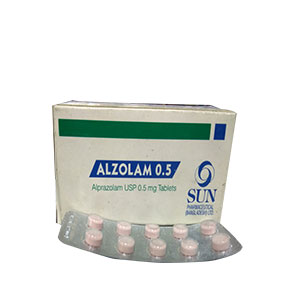 ALZOLAM 0.5
Alprazolam USP 0.5 mg Tablets
SUN
PHARMACEUTICAL
(BANGLADESH) LTD.